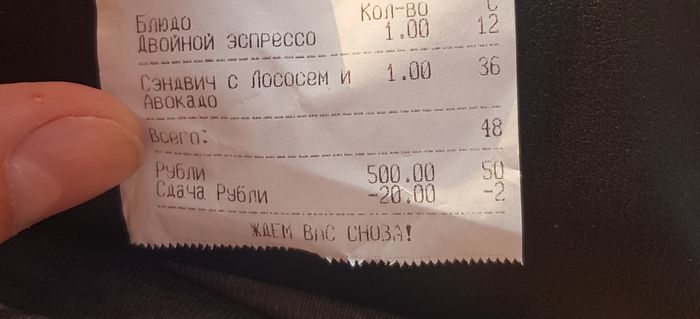 Блюдо Кол-во С
Двойной эспрессо 1.00 12
Сэндвич с Лососем и 1.00 36
Авокадо
Всего: 48
Рубли 500.00 50
Сдача Рубли -20.00 -2
ЖДЕМ ВАС СНОВА!